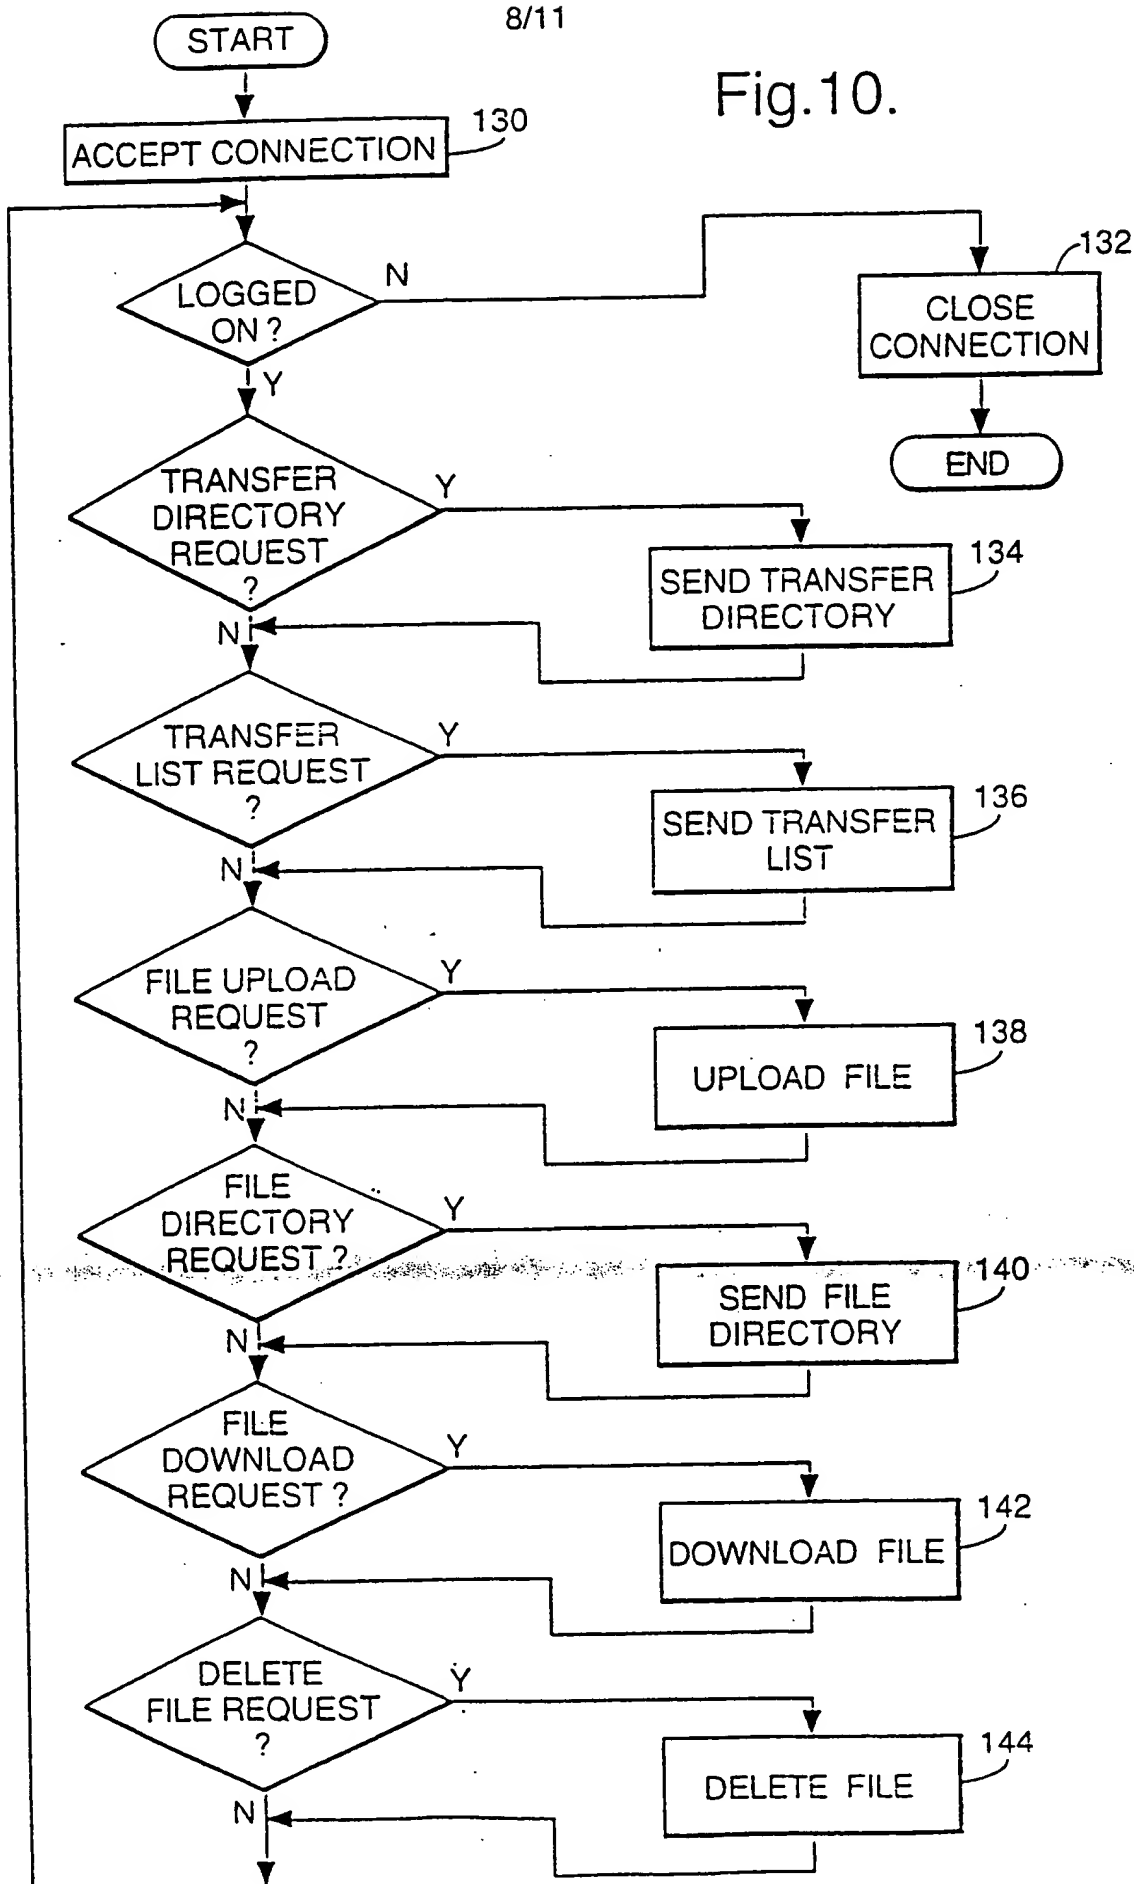 8/11
START
Fig.10.
130
ACCEPT CONNECTION
132
N
LOGGED
ON ?
CLOSE
CONNECTION
Y
END
TRANSFER
DIRECTORY
REQUEST
?
Y
134
SEND TRANSFER
DIRECTORY
N
TRANSFER
LIST REQUEST
?
Y
136
SEND TRANSFER
LIST
N
FILE UPLOAD
REQUEST
?
Y
138
UPLOAD FILE
N
FILE
DIRECTORY
REQUEST ?
Y
140
SEND FILE
DIRECTORY
N
FILE
DOWNLOAD
REQUEST ?
Y
142
DOWNLOAD FILE
N
DELETE
FILE REQUEST
?
Y
144
DELETE FILE
N